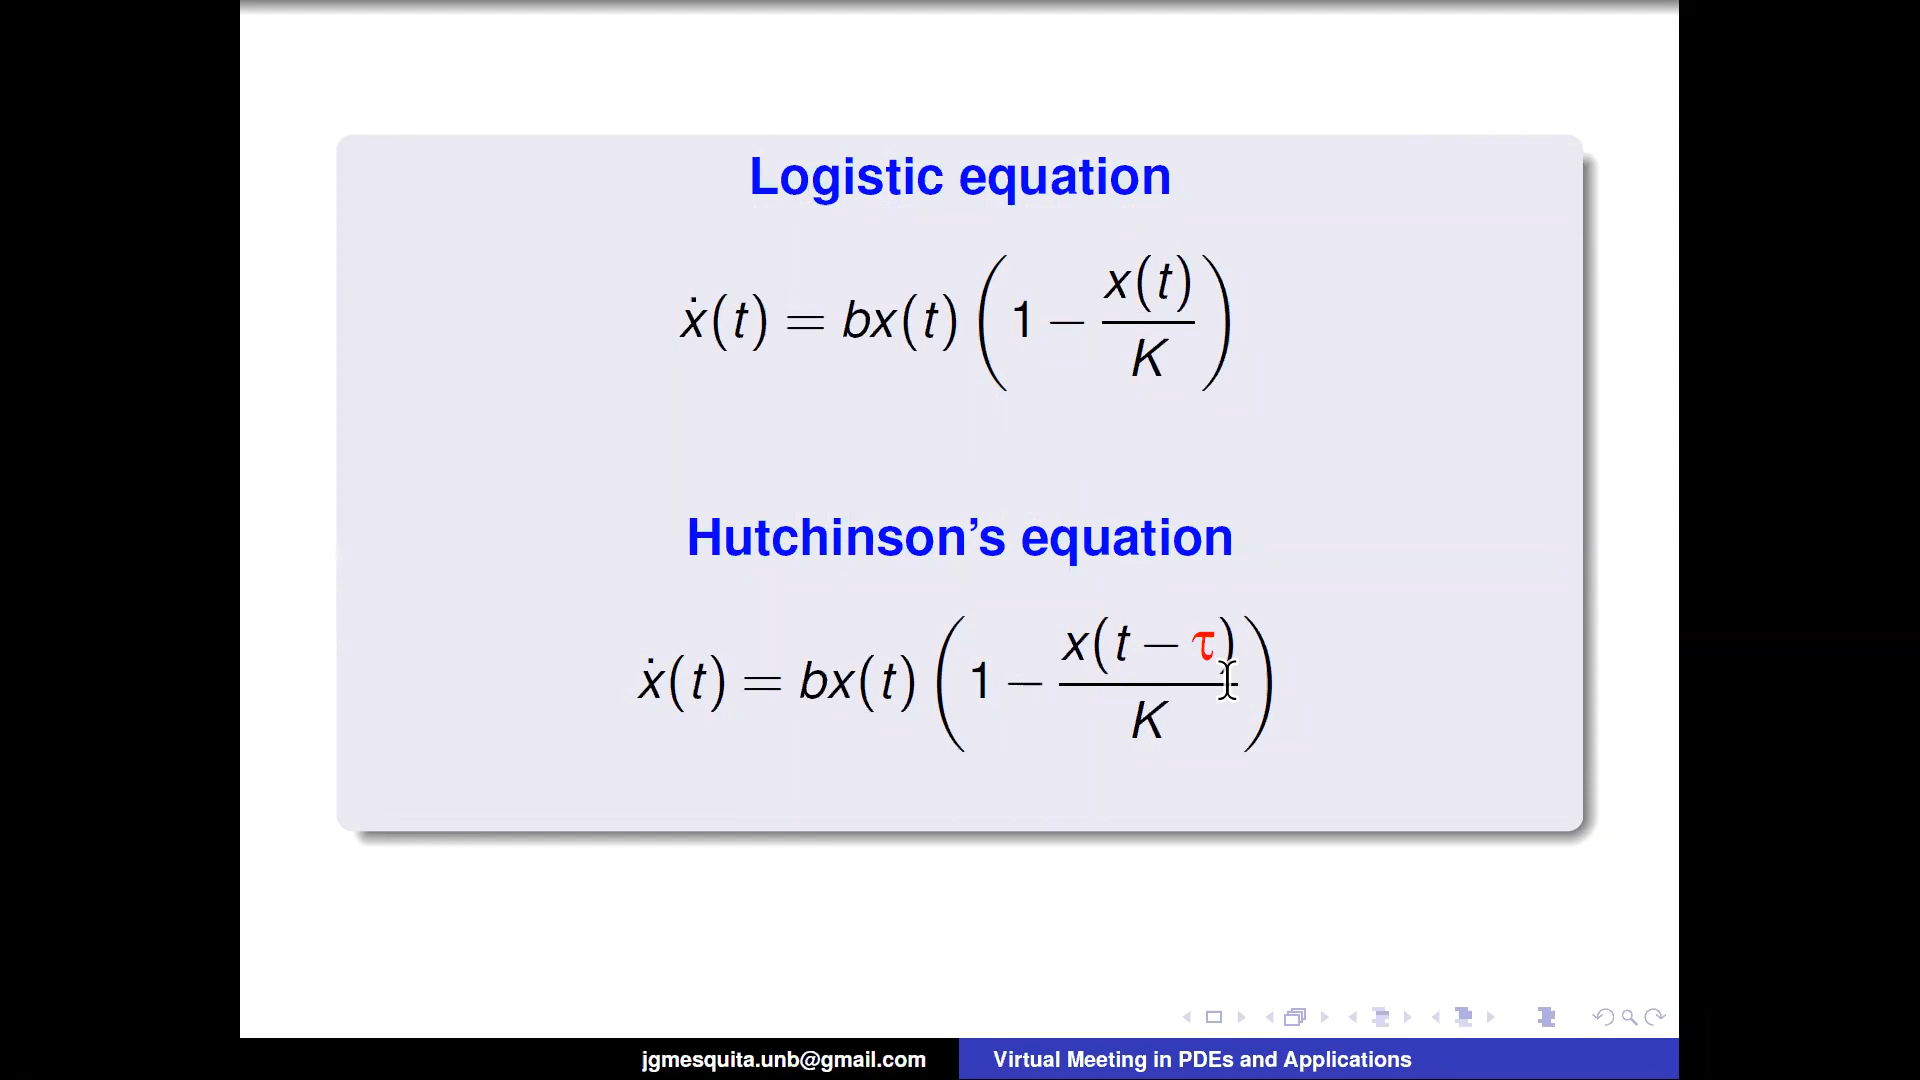 Logistic equation
ẋ(t) = bx(t) (1 − x(t)/K)
Hutchinson's equation
ẋ(t) = bx(t) (1 − x(t − τ)/K)
jgmesquita.unb@gmail.com Virtual Meeting in PDEs and Applications